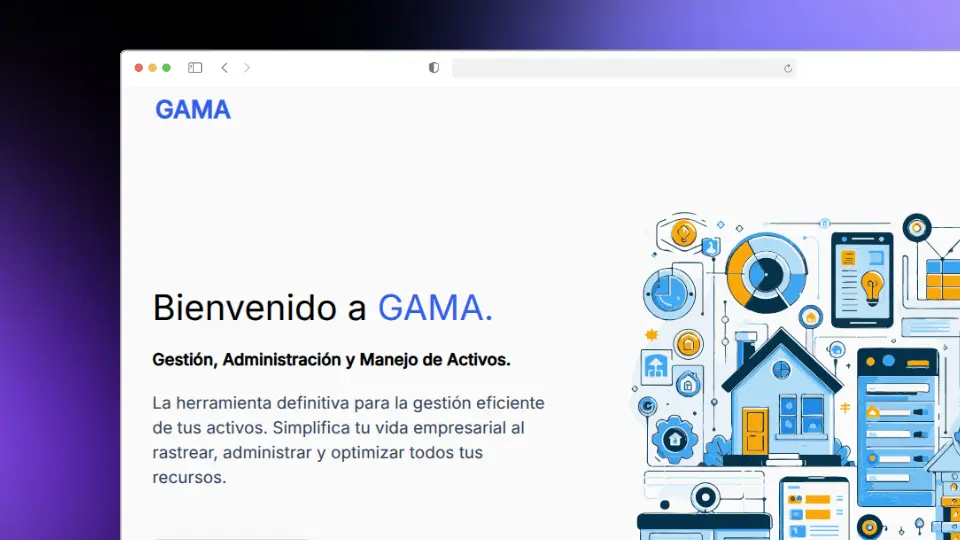 GAMA
Bienvenido a GAMA.
Gestión, Administración y Manejo de Activos.
La herramienta definitiva para la gestión eficiente
de tus activos. Simplifica tu vida empresarial al
rastrear, administrar y optimizar todos tus
recursos.